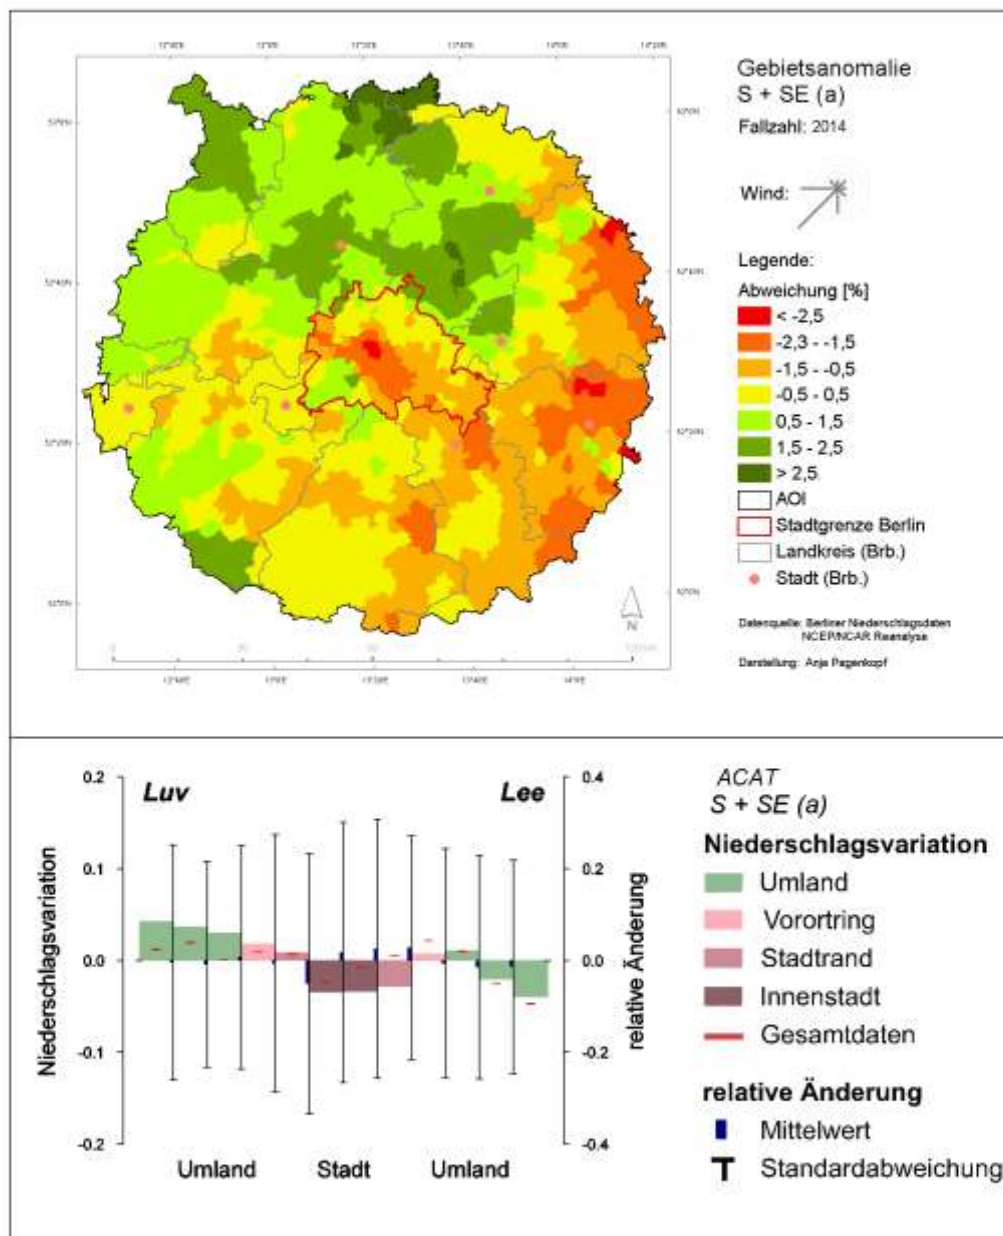 Gebietsanomalie
S + SE (a)
Fallzahl: 2014
Wind:
Legende:
Abweichung [%]
< -2,5
-2,3 - -1,5
-1,5 - -0,5
-0,5 - 0,5
0,5 - 1,5
1,5 - 2,5
> 2,5
AOI
Stadtgrenze Berlin
Landkreis (Brb.)
Stadt (Brb.)
N
Datenquelle: Berliner Niederschlagsdaten
NCEP/NCAR Reanalyse
Darstellung: Anja Pagenkopf
0.2
0.1
0.0
-0.1
-0.2
Niederschlagsvariation
Luv
Lee
0.4
0.2
0.0
-0.2
-0.4
relative Änderung
Umland
Stadt
Umland
ACAT
S + SE (a)
Niederschlagsvariation
Umland
Vorortring
Stadtrand
Innenstadt
Gesamtdaten
relative Änderung
Mittelwert
Standardabweichung